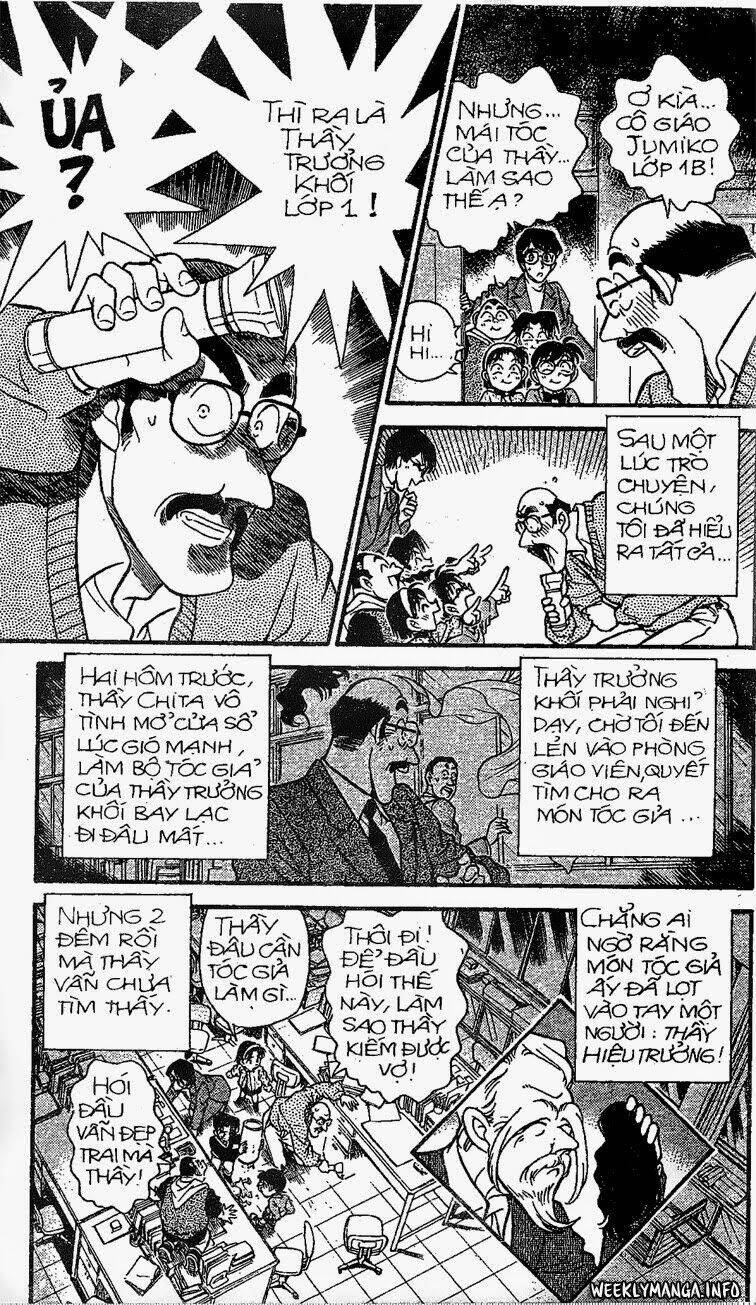 ỦA
?
THÌ RA LÀ
THẦY
TRƯỞNG
KHỐI
LỚP 1 !
Ơ KÌA...
CÔ GIÁO
JUMIKO
LỚP 1B!
NHƯNG...
MÁI TÓC
CỦA THẦY...
LÀM SAO
THẾ Ạ?
HÌ
HI...
SAU MỘT
LÚC TRÒ
CHUYỆN,
CHÚNG
TÔI ĐÃ HIỂU
RA TẤT CẢ...
HAI HÔM TRƯỚC,
THẦY CHITA VÔ
TÌNH MỞ CỬA SỔ
LÚC GIÓ MẠNH,
LÀM BỘ TÓC GIẢ
CỦA THẦY TRƯỞNG
KHỐI BAY LẠC
ĐI ĐÂU MẤT...
THẦY TRƯỞNG
KHỐI PHẢI NGHỈ
DẠY, CHỜ TỐI ĐẾN
LẺN VÀO PHÒNG
GIÁO VIÊN, QUYẾT
TÌM CHO RA
MÓN TÓC GIẢ ...
NHƯNG 2
ĐÊM RỒI
MÀ THẦY
VẪN CHƯA
TÌM THẤY.
THẦY
ĐÂU CẦN
TÓC GIẢ
LÀM GÌ...
THÔI ĐI!
ĐỂ ĐẦU
HÓI THẾ
NÀY, LÀM
SAO THẦY
KIẾM ĐƯỢC
VỢ!
HÓI
ĐẦU
VẪN ĐẸP
TRAI MÀ
THẦY!
CHẲNG AI
NGỜ RẰNG
MÓN TÓC GIẢ
ẤY ĐÃ LỌT
VÀO TAY MỘT
NGƯỜI : THẦY
HIỆU TRƯỞNG!
WEEKLYMANGA.INFO